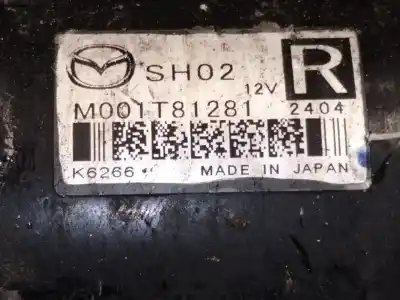 SH02 12V R
M001T81281 2404
K6266 MADE IN JAPAN